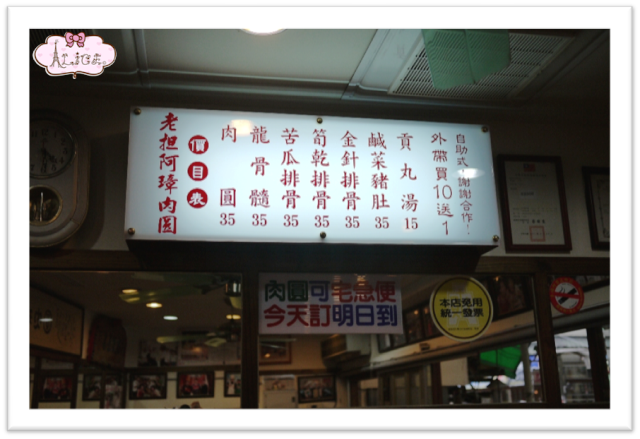 老担阿璋肉圓
價目表
肉圓 35
龍骨髓 35
苦瓜排骨 35
筍乾排骨 35
金針排骨 35
鹹菜豬肚 35
貢丸湯 15
外帶買10送1
自助式，謝謝合作！
肉圓可宅急便
今天訂明日到
本店免用
統一發票